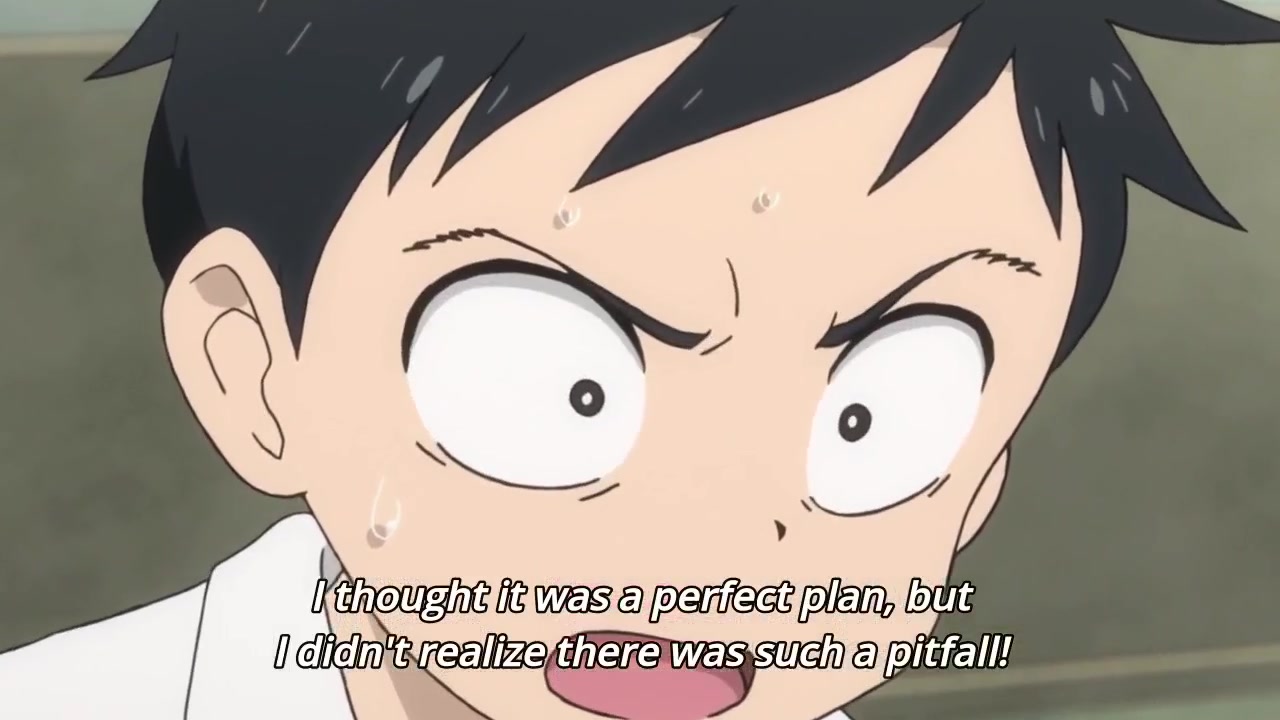 I thought it was a perfect plan, but
I didn't realize there was such a pitfall!